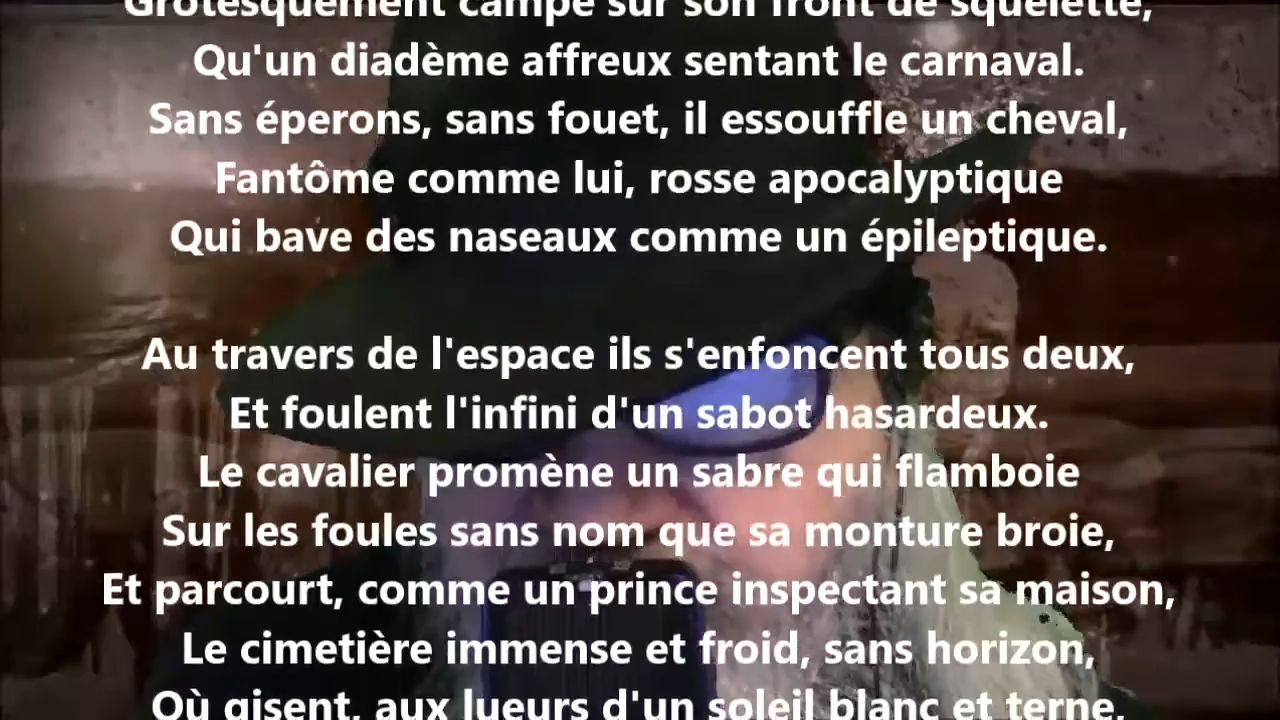 Grotesquement campé sur son front de squelette,
Qu'un diadème affreux sentant le carnaval.
Sans éperons, sans fouet, il essouffle un cheval,
Fantôme comme lui, rosse apocalyptique
Qui bave des naseaux comme un épileptique.
Au travers de l'espace ils s'enfoncent tous deux,
Et foulent l'infini d'un sabot hasardeux.
Le cavalier promène un sabre qui flamboie
Sur les foules sans nom que sa monture broie,
Et parcourt, comme un prince inspectant sa maison,
Le cimetière immense et froid, sans horizon,
Où gisent, aux lueurs d'un soleil blanc et terne,